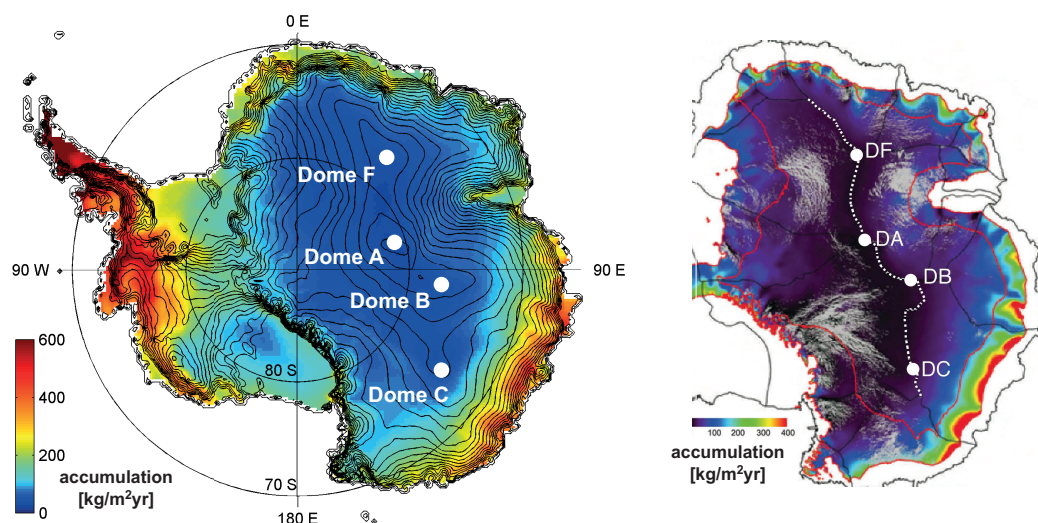 0 E
Dome F
Dome A
90 W
90 E
Dome B
Dome C
80 S
70 S
180 E
600
400
200
0
accumulation
[kg/m²yr]
DF
DA
DB
DC
100 200 300 400
accumulation
[kg/m²yr]